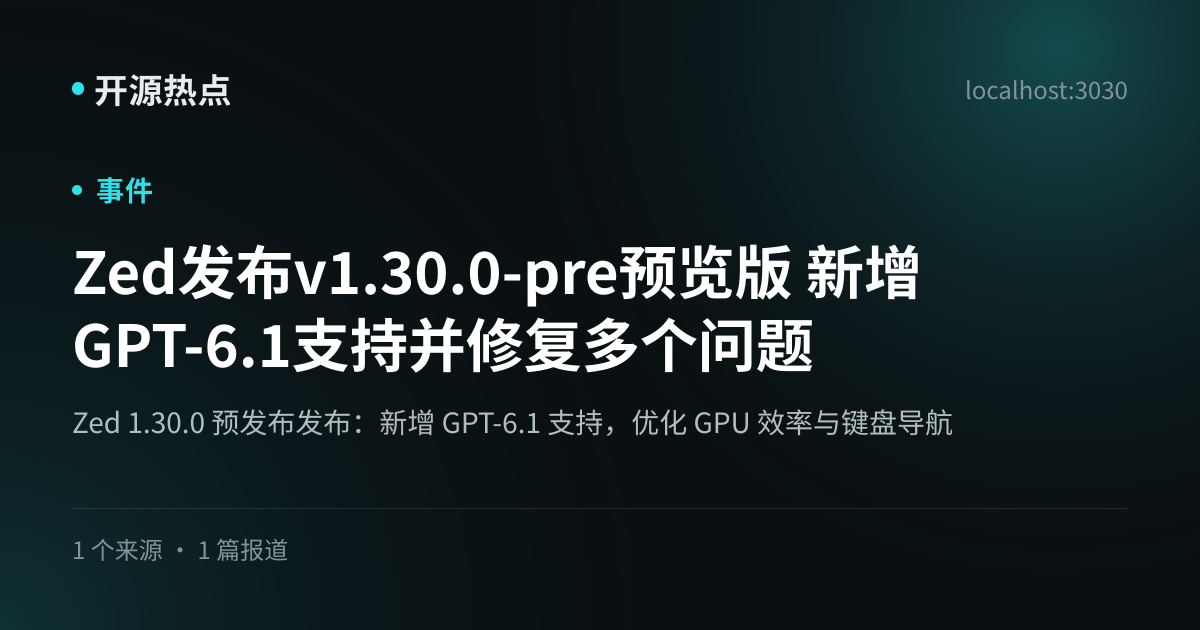 开源热点
localhost:3030
事件
Zed发布v1.30.0-pre预览版 新增
GPT-6.1支持并修复多个问题
Zed 1.30.0 预发布发布：新增 GPT-6.1 支持，优化 GPU 效率与键盘导航
1 个来源 · 1 篇报道